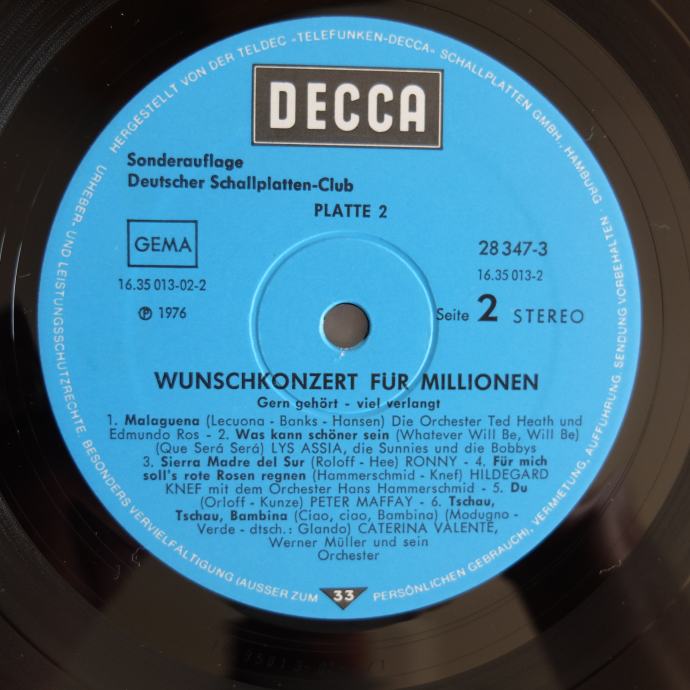 HERGESTELLT VON DER TELDEC »TELEFUNKEN-DECCA« SCHALLPLATTEN GMBH, HAMBURG ·
DECCA
Sonderauflage
Deutscher Schallplatten-Club
PLATTE 2
GEMA
28 347-3
16.35 013-02-2
16.35 013-2
℗ 1976
Seite 2 STEREO
WUNSCHKONZERT FÜR MILLIONEN
Gern gehört - viel verlangt
1. Malaguena (Lecuona - Banks - Hansen) Die Orchester Ted Heath und
Edmundo Ros - 2. Was kann schöner sein (Whatever Will Be, Will Be)
(Que Será Será) LYS ASSIA, die Sunnies und die Bobbys
3. Sierra Madre del Sur (Roloff - Hee) RONNY - 4. Für mich
soll's rote Rosen regnen (Hammerschmid - Knef) HILDEGARD
KNEF mit dem Orchester Hans Hammerschmid - 5. Du
(Orloff - Kunze) PETER MAFFAY - 6. Tschau,
Tschau, Bambina (Ciao, ciao, Bambina) (Modugno -
Verde - dtsch.: Glando) CATERINA VALENTE,
Werner Müller und sein
Orchester
URHEBER- UND LEISTUNGSSCHUTZRECHTE, BESONDERS VERVIELFÄLTIGUNG (AUSSER ZUM
33
PERSÖNLICHEN GEBRAUCH), VERMIETUNG, AUFFÜHRUNG, SENDUNG VORBEHALTEN